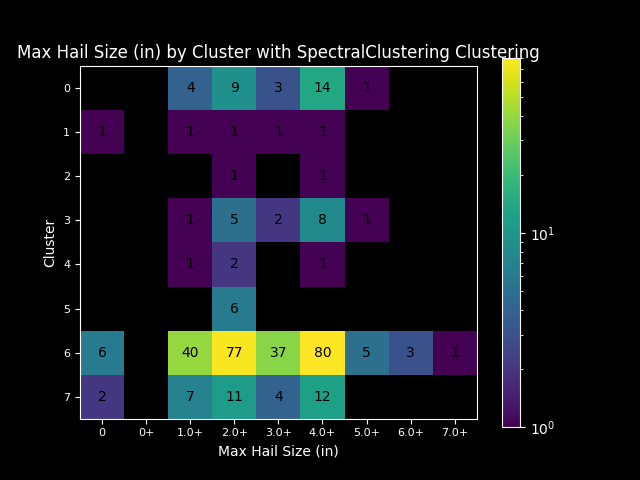 Max Hail Size (in) by Cluster with SpectralClustering Clustering
0 4 9 3 14 1
1 1 1 1 1 1
2 1 1
3 1 5 2 8 1
4 1 2 1
5 6
6 6 40 77 37 80 5 3 1
7 2 7 11 4 12
0 0+ 1.0+ 2.0+ 3.0+ 4.0+ 5.0+ 6.0+ 7.0+
Max Hail Size (in)
Cluster
10¹
10⁰